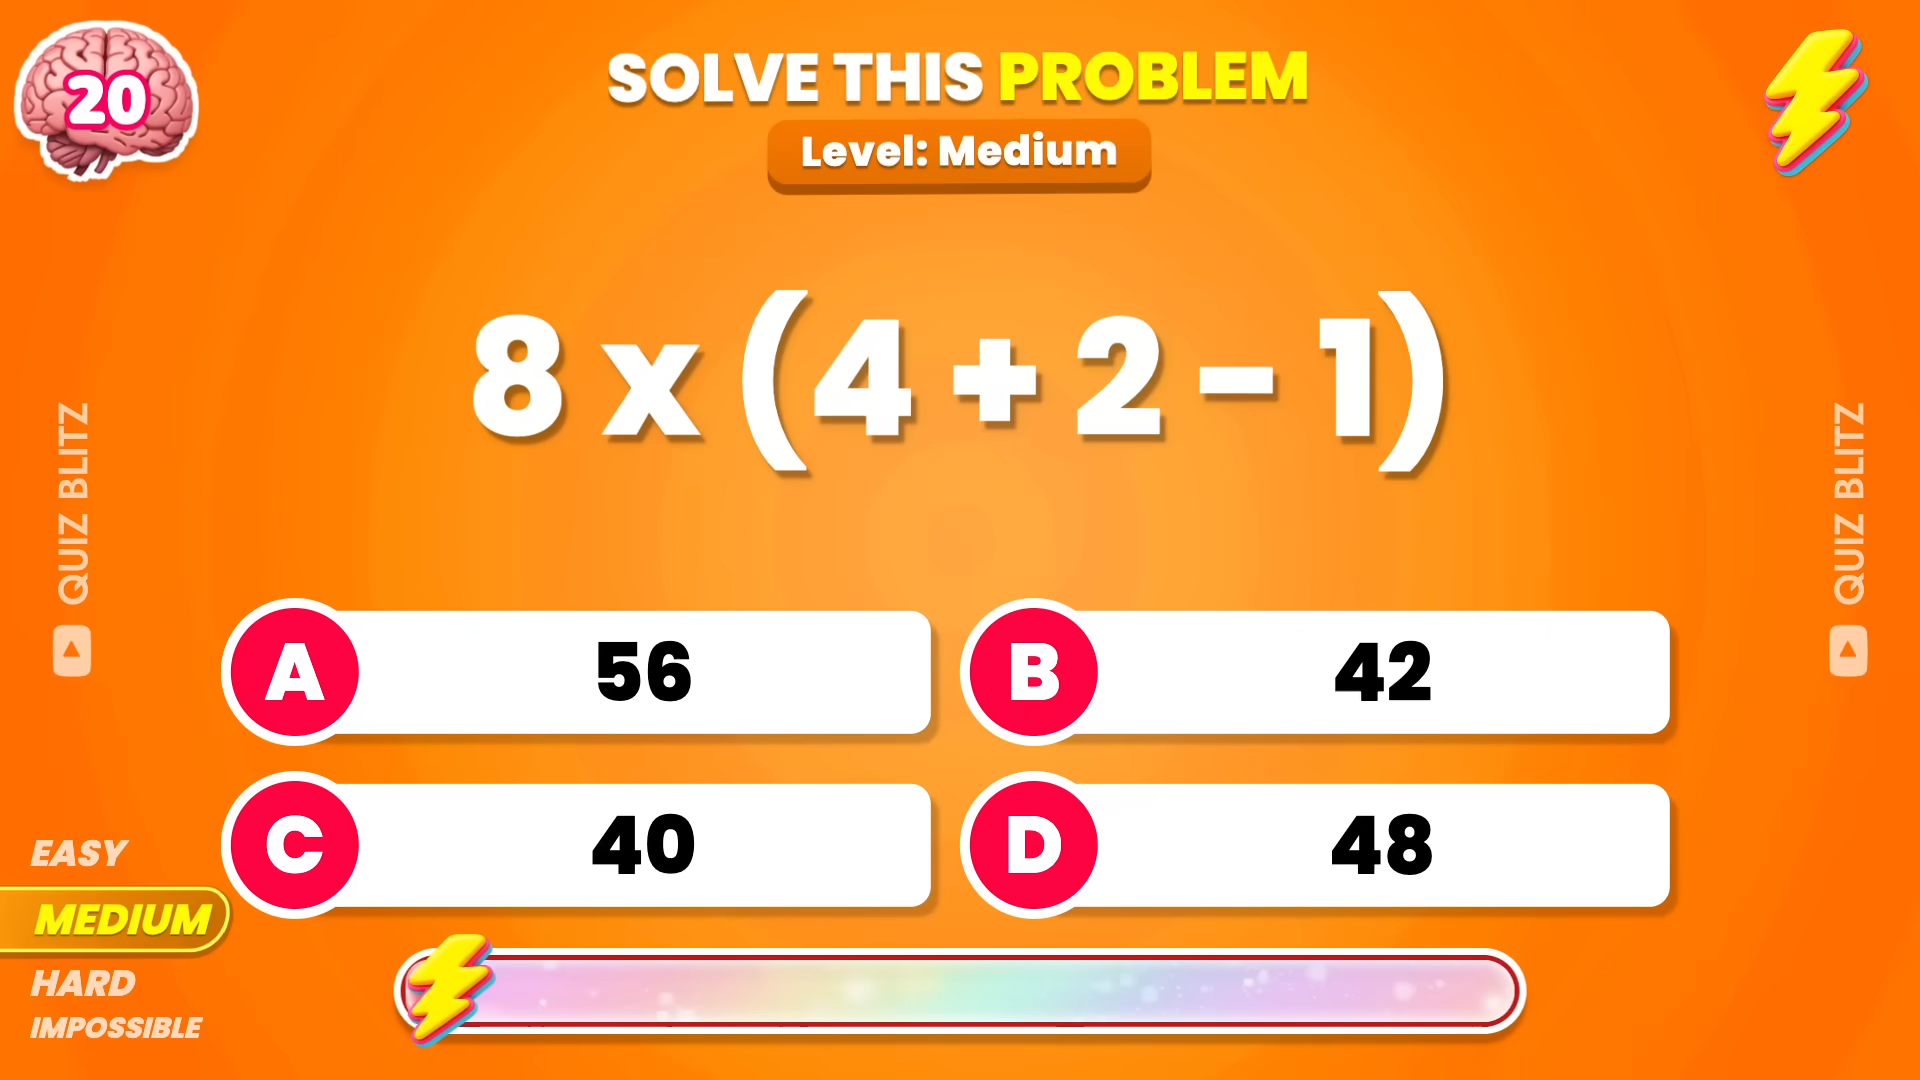 20
SOLVE THIS PROBLEM
Level: Medium
8 x (4 + 2 - 1)
QUIZ BLITZ
QUIZ BLITZ
A 56
B 42
C 40
D 48
EASY
MEDIUM
HARD
IMPOSSIBLE